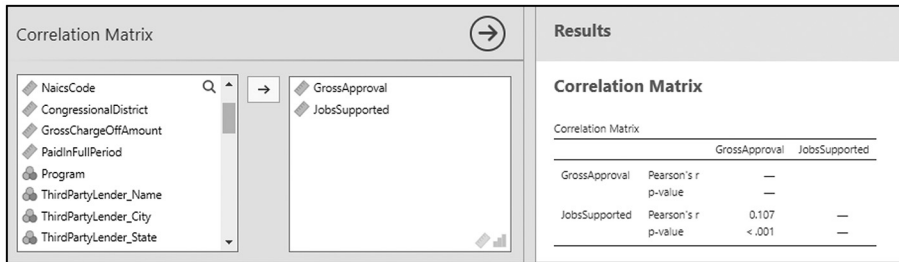 Correlation Matrix
NaicsCode
CongressionalDistrict
GrossChargeOffAmount
PaidInFullPeriod
Program
ThirdPartyLender_Name
ThirdPartyLender_City
ThirdPartyLender_State
GrossApproval
JobsSupported
Results
Correlation Matrix
Correlation Matrix
GrossApproval JobsSupported
GrossApproval Pearson's r —
p-value —
JobsSupported Pearson's r 0.107 —
p-value < .001 —